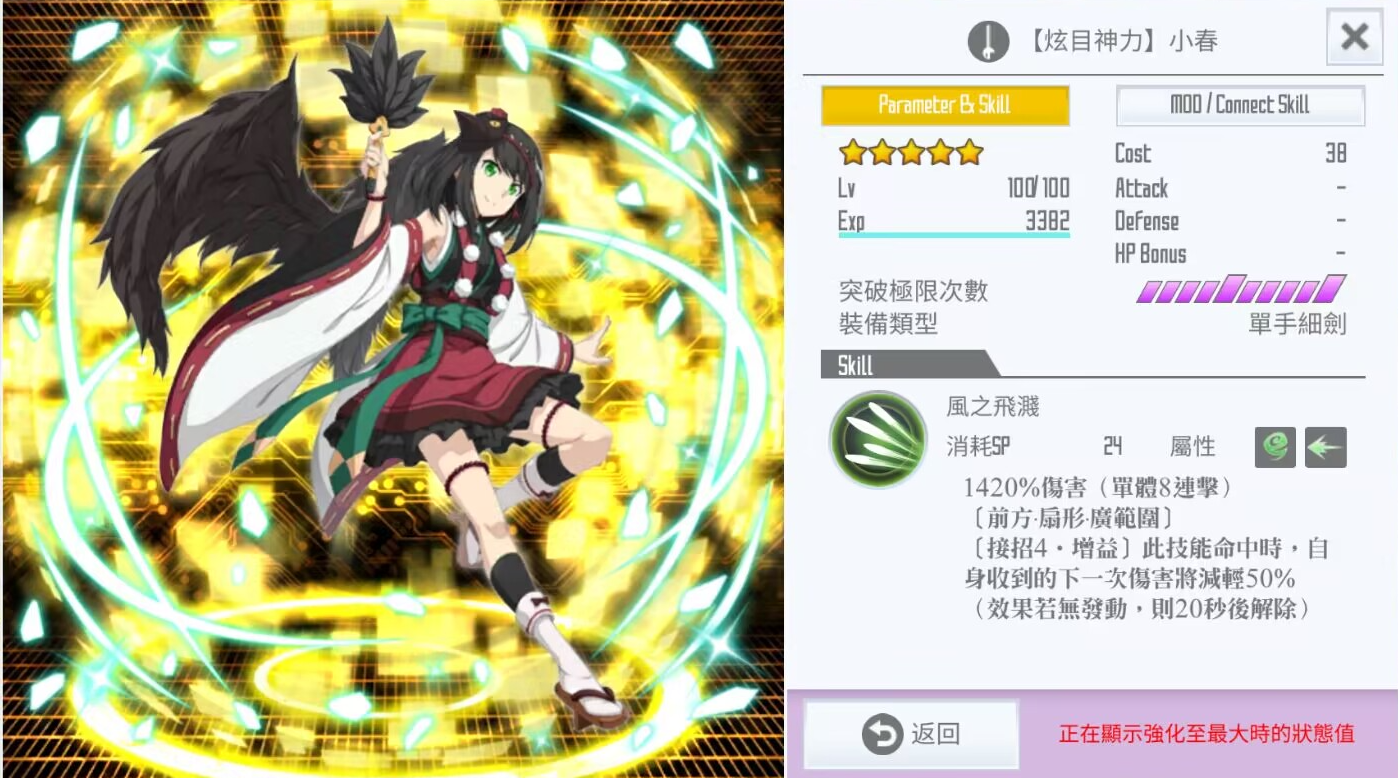 【炫目神力】小春
Parameter & Skill
MOD / Connect Skill
Lv 100/100
Exp 3382
Cost 38
Attack -
Defense -
HP Bonus -
突破極限次數
裝備類型 單手細劍
Skill
風之飛濺
消耗SP 24 屬性
1420%傷害（單體8連擊）
〔前方·扇形·廣範圍〕
〔接招4・增益〕此技能命中時，自
身收到的下一次傷害將減輕50%
（效果若無發動，則20秒後解除）
返回
正在顯示強化至最大時的狀態值